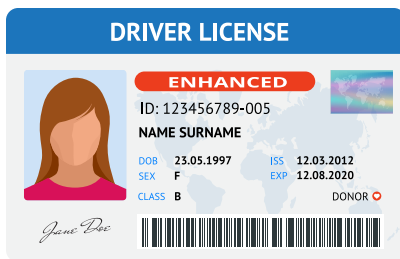 DRIVER LICENSE
ENHANCED
ID: 123456789-005
NAME SURNAME
DOB 23.05.1997 ISS 12.03.2012
SEX F EXP 12.08.2020
CLASS B DONOR
Jane Doe